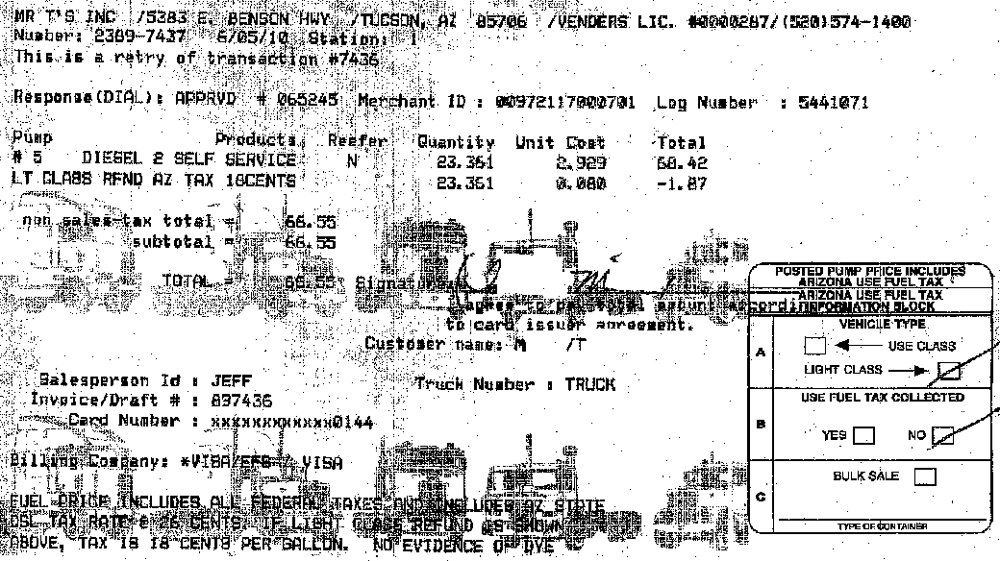 MR T'S INC /5383 E. BENSON HWY /TUCSON, AZ 85706 /VENDERS LIC. #0000287/(520)574-1400
Number: 2389-7437 6/05/10 Station: 1
This is a retry of transaction #7436
Response(DIAL): APPRVD # 065245 Merchant ID : 00972117000701 Log Number : 5441071
Pump Products Reefer Quantity Unit Cost Total
# 5 DIESEL 2 SELF SERVICE N 23.361 2.929 68.42
LT CLASS RFND AZ TAX 18CENTS 23.361 0.080 -1.87
non sales-tax total = 66.55
subtotal = 66.55
TOTAL = 66.55 Signature
agree to pay total amount according
to card issuer agreement.
Customer name: M /T
Salesperson Id : JEFF Truck Number : TRUCK
Invoice/Draft # : 897436
Card Number : xxxxxxxxxxxx0144
Billing Company: *VISA/EFS / VISA
FUEL PRICE INCLUDES ALL FEDERAL TAXES AND INCLUDES AZ STATE
DSL TAX RATE @ 26 CENTS. IF LIGHT CLASS REFUND IS SHOWN
ABOVE, TAX IS 18 CENTS PER GALLON. NO EVIDENCE OF DYE
POSTED PUMP PRICE INCLUDES
ARIZONA USE FUEL TAX
ARIZONA USE FUEL TAX
INFORMATION BLOCK
VEHICLE TYPE
A
USE CLASS
LIGHT CLASS
USE FUEL TAX COLLECTED
B
YES NO
BULK SALE
C
TYPE OF CONTAINER